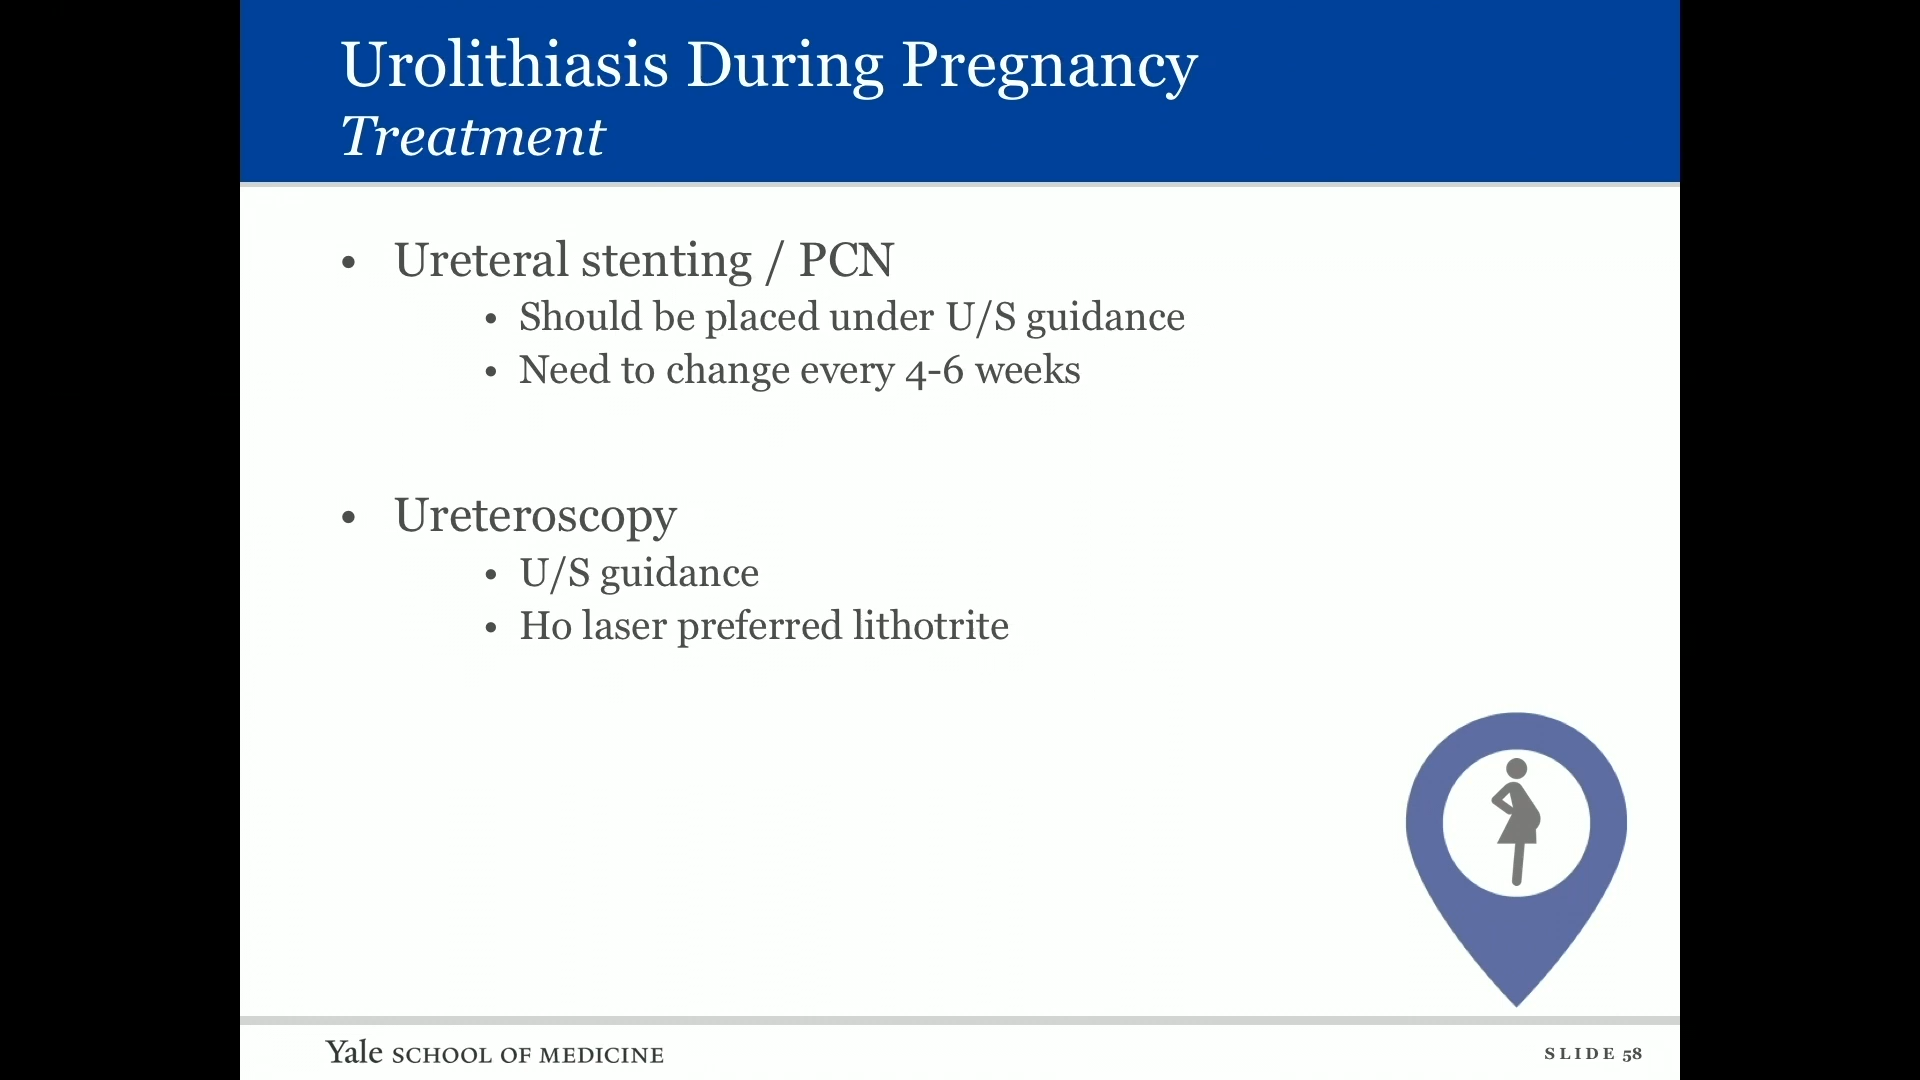 Urolithiasis During Pregnancy
Treatment
• Ureteral stenting / PCN
• Should be placed under U/S guidance
• Need to change every 4-6 weeks
• Ureteroscopy
• U/S guidance
• Ho laser preferred lithotrite
Yale SCHOOL OF MEDICINE
SLIDE 58